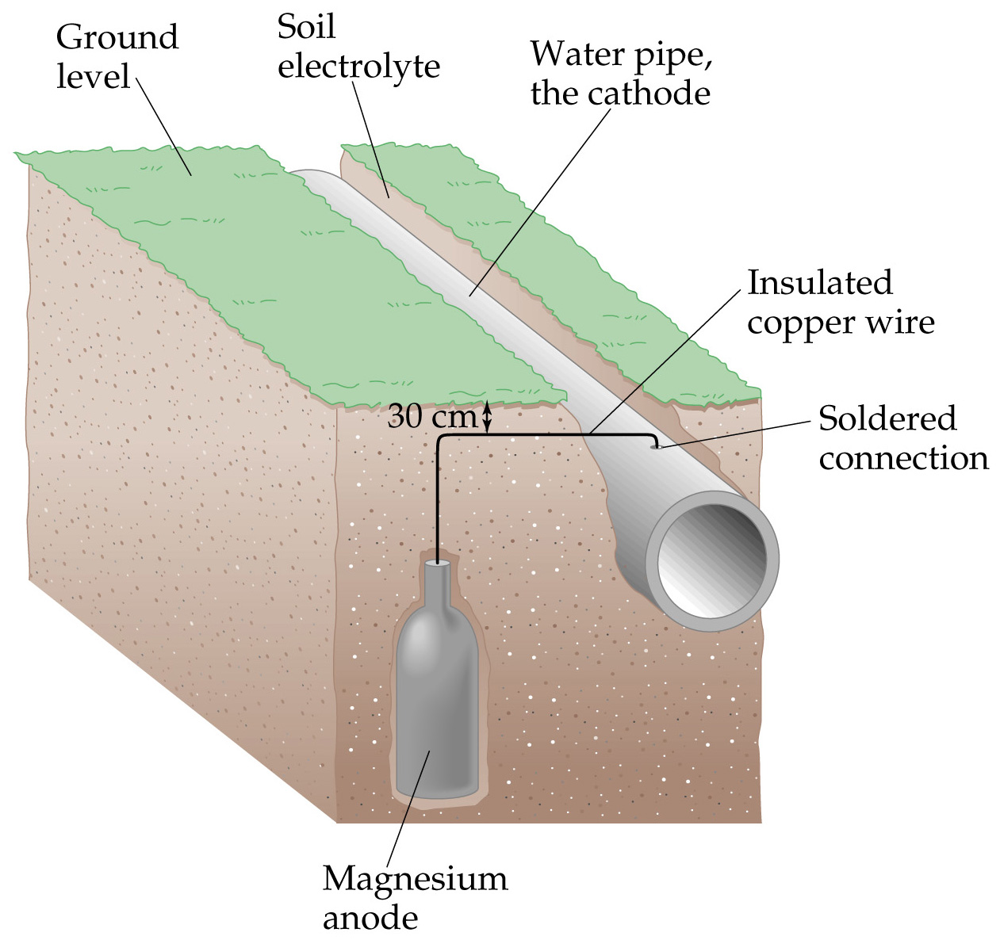 Ground
level
Soil
electrolyte
Water pipe,
the cathode
Insulated
copper wire
30 cm
Soldered
connection
Magnesium
anode